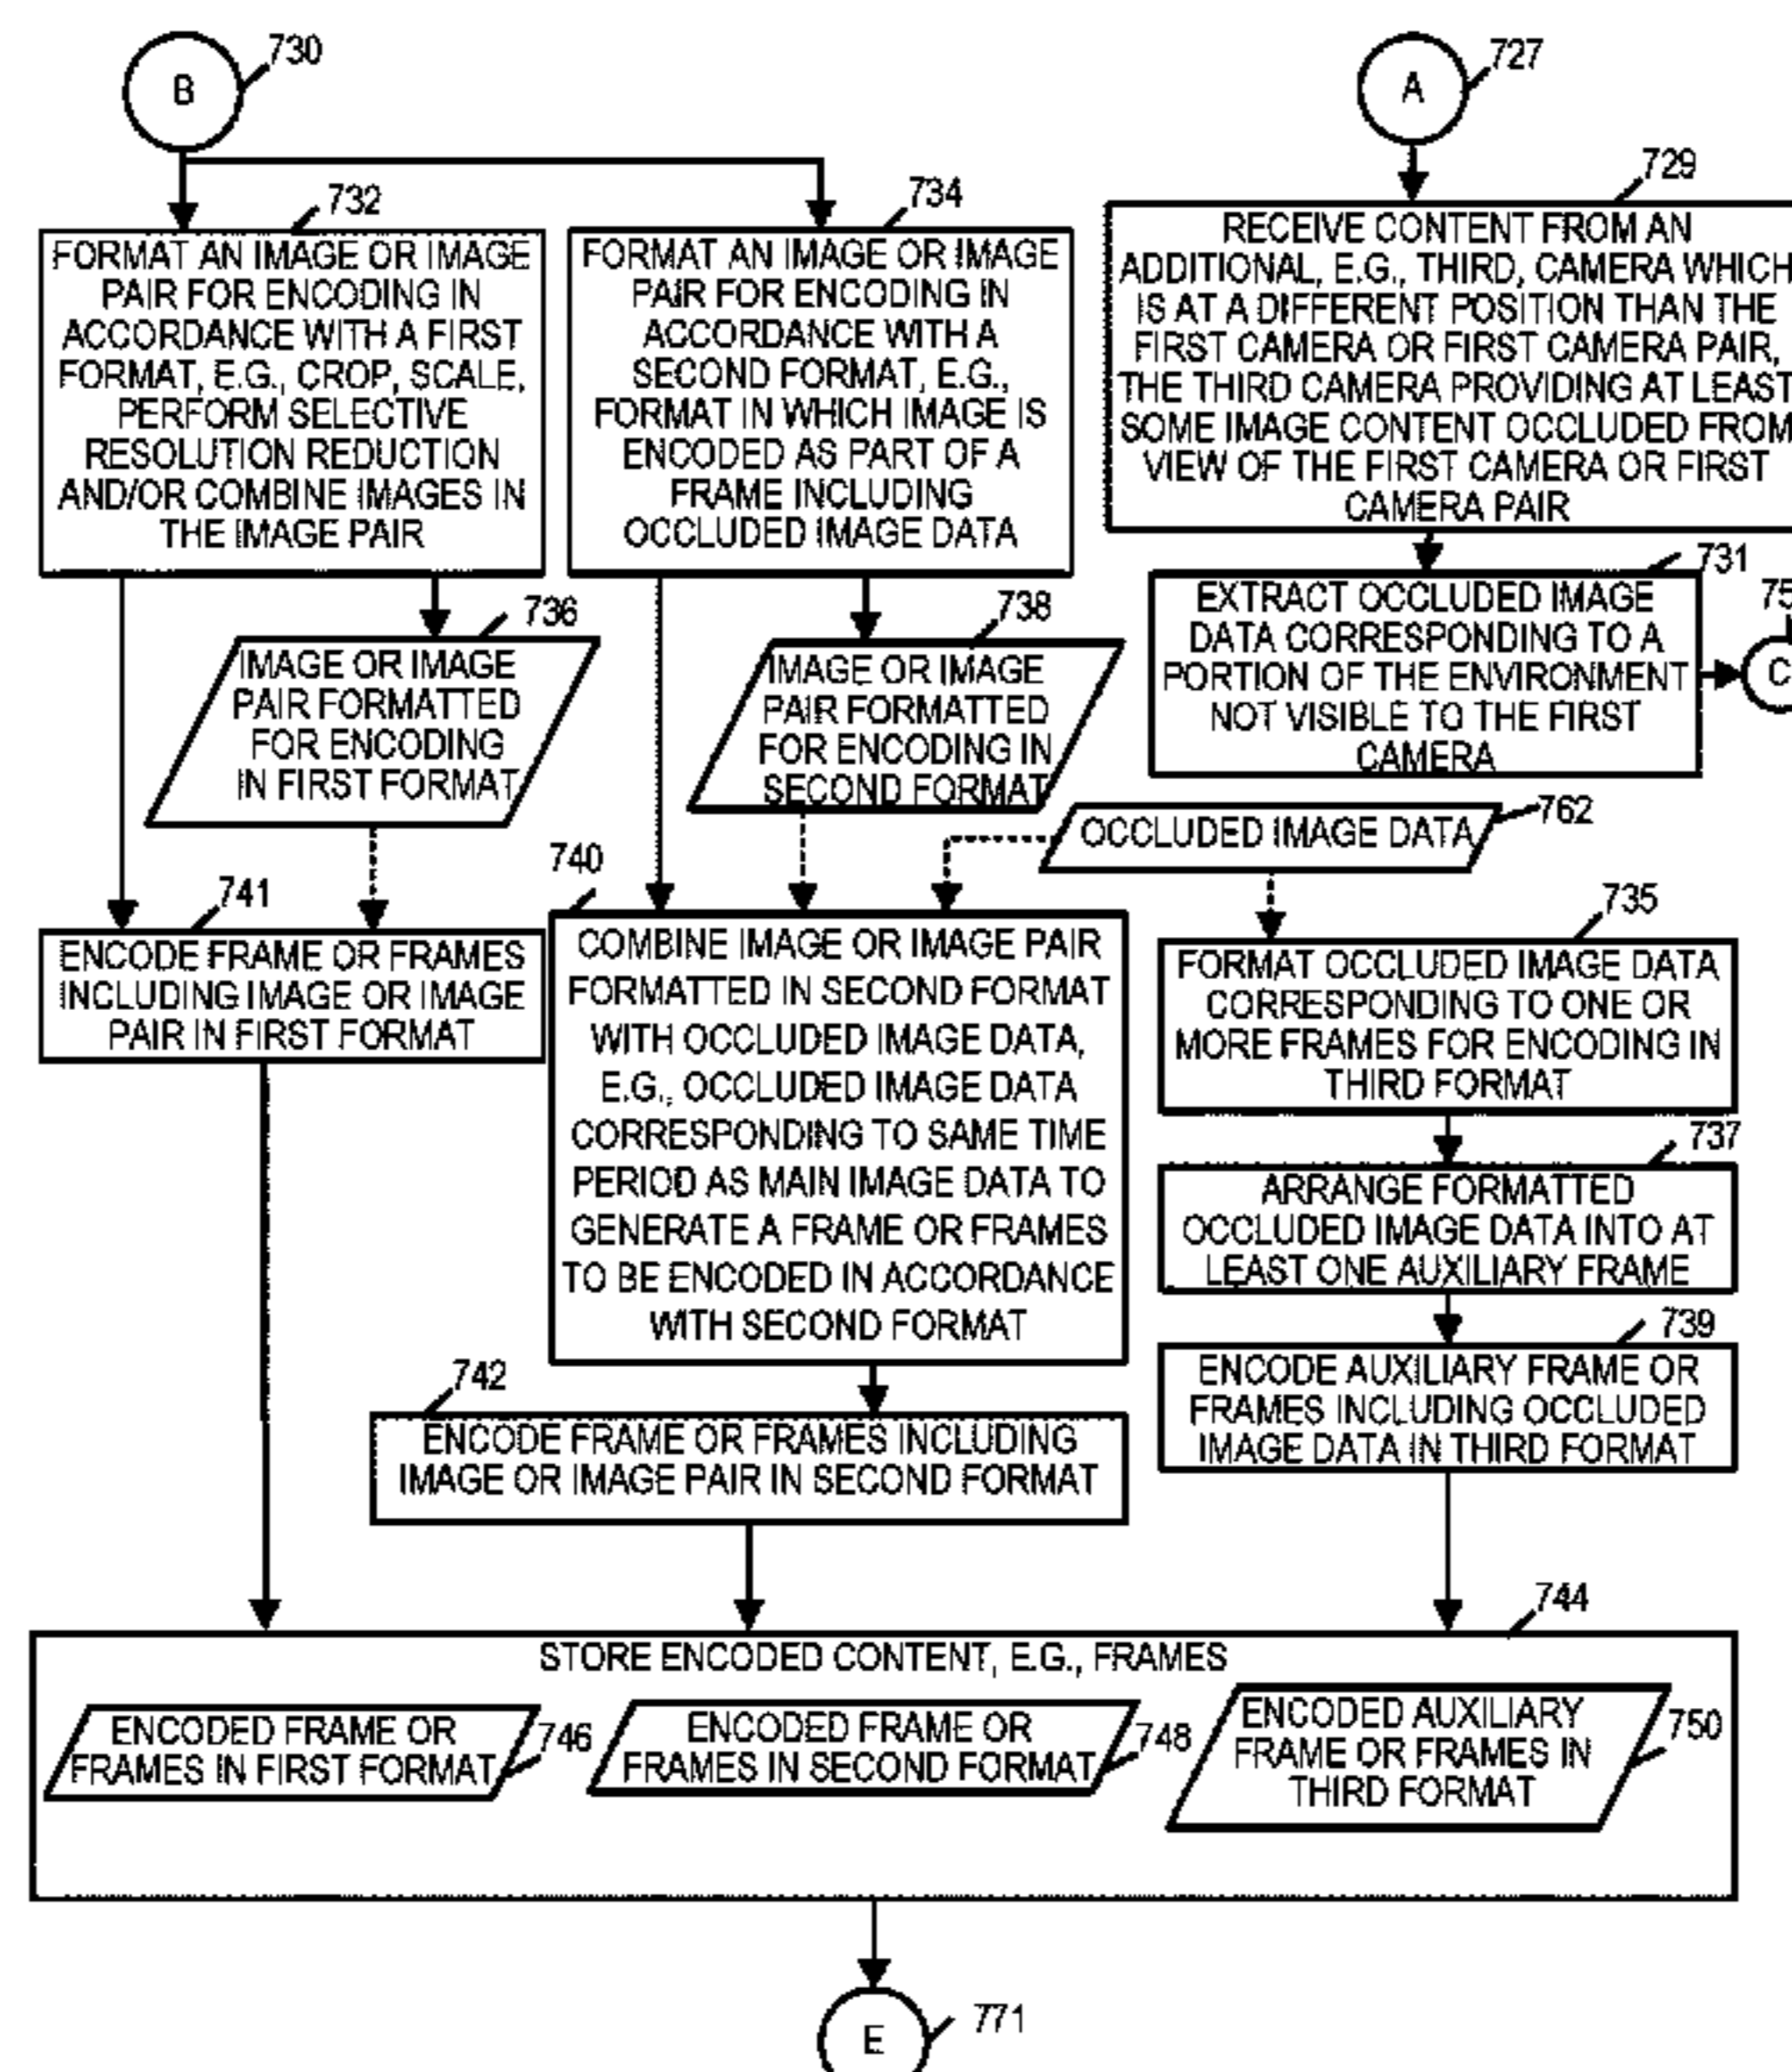 B
730
A
727
732
FORMAT AN IMAGE OR IMAGE
PAIR FOR ENCODING IN
ACCORDANCE WITH A FIRST
FORMAT, E.G., CROP, SCALE,
PERFORM SELECTIVE
RESOLUTION REDUCTION
AND/OR COMBINE IMAGES IN
THE IMAGE PAIR
734
FORMAT AN IMAGE OR IMAGE
PAIR FOR ENCODING IN
ACCORDANCE WITH A
SECOND FORMAT, E.G.,
FORMAT IN WHICH IMAGE IS
ENCODED AS PART OF A
FRAME INCLUDING
OCCLUDED IMAGE DATA
729
RECEIVE CONTENT FROM AN
ADDITIONAL, E.G., THIRD, CAMERA WHICH
IS AT A DIFFERENT POSITION THAN THE
FIRST CAMERA OR FIRST CAMERA PAIR,
THE THIRD CAMERA PROVIDING AT LEAST
SOME IMAGE CONTENT OCCLUDED FROM
VIEW OF THE FIRST CAMERA OR FIRST
CAMERA PAIR
731
EXTRACT OCCLUDED IMAGE
DATA CORRESPONDING TO A
PORTION OF THE ENVIRONMENT
NOT VISIBLE TO THE FIRST
CAMERA
C
736
IMAGE OR IMAGE
PAIR FORMATTED
FOR ENCODING
IN FIRST FORMAT
738
IMAGE OR IMAGE
PAIR FORMATTED
FOR ENCODING IN
SECOND FORMAT
OCCLUDED IMAGE DATA
762
741
ENCODE FRAME OR FRAMES
INCLUDING IMAGE OR IMAGE
PAIR IN FIRST FORMAT
740
COMBINE IMAGE OR IMAGE PAIR
FORMATTED IN SECOND FORMAT
WITH OCCLUDED IMAGE DATA,
E.G., OCCLUDED IMAGE DATA
CORRESPONDING TO SAME TIME
PERIOD AS MAIN IMAGE DATA TO
GENERATE A FRAME OR FRAMES
TO BE ENCODED IN ACCORDANCE
WITH SECOND FORMAT
735
FORMAT OCCLUDED IMAGE DATA
CORRESPONDING TO ONE OR
MORE FRAMES FOR ENCODING IN
THIRD FORMAT
737
ARRANGE FORMATTED
OCCLUDED IMAGE DATA INTO AT
LEAST ONE AUXILIARY FRAME
739
ENCODE AUXILIARY FRAME OR
FRAMES INCLUDING OCCLUDED
IMAGE DATA IN THIRD FORMAT
742
ENCODE FRAME OR FRAMES INCLUDING
IMAGE OR IMAGE PAIR IN SECOND FORMAT
744
STORE ENCODED CONTENT, E.G., FRAMES
ENCODED FRAME OR
FRAMES IN FIRST FORMAT
746
ENCODED FRAME OR
FRAMES IN SECOND FORMAT
748
ENCODED AUXILIARY
FRAME OR FRAMES IN
THIRD FORMAT
750
E
771